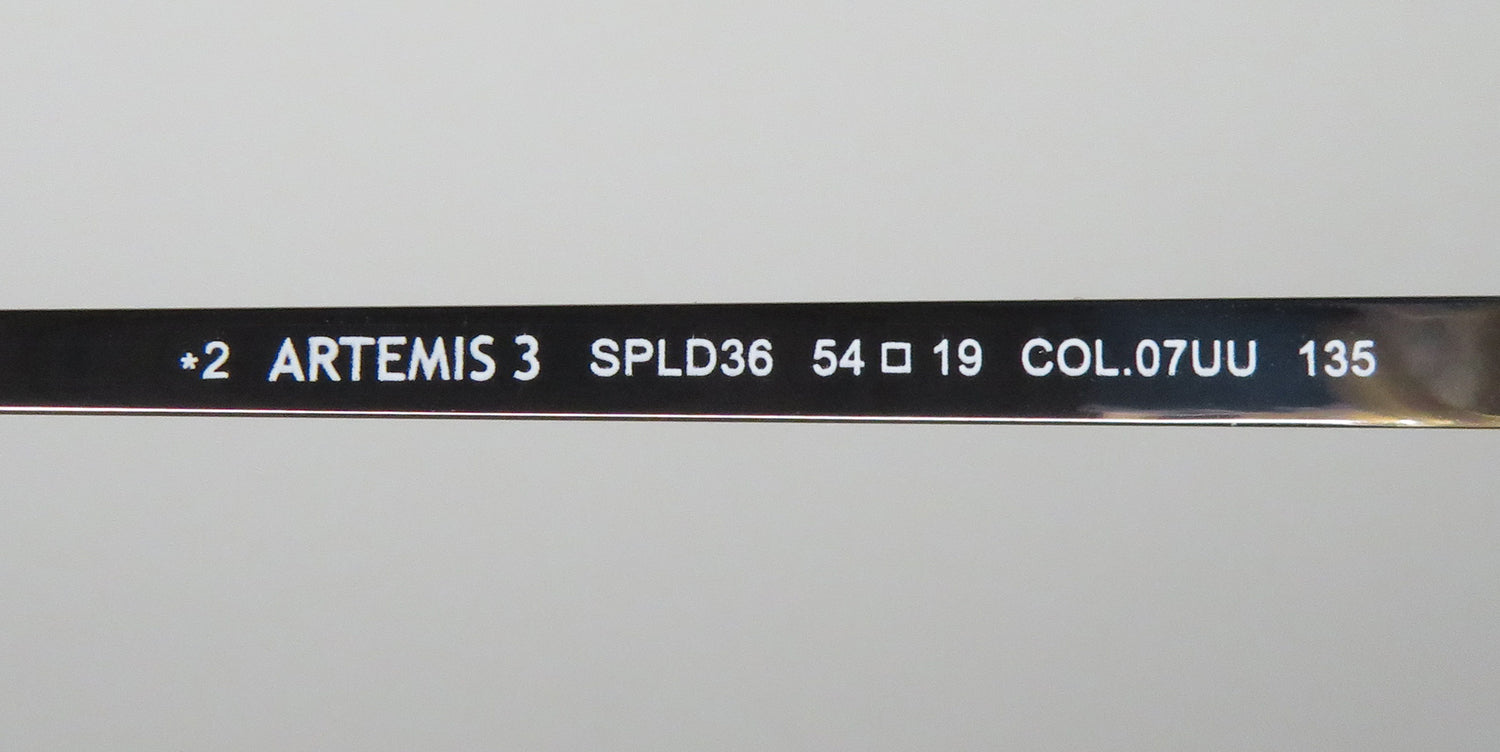 *2 ARTEMIS 3 SPLD36 54 □ 19 COL.07UU 135